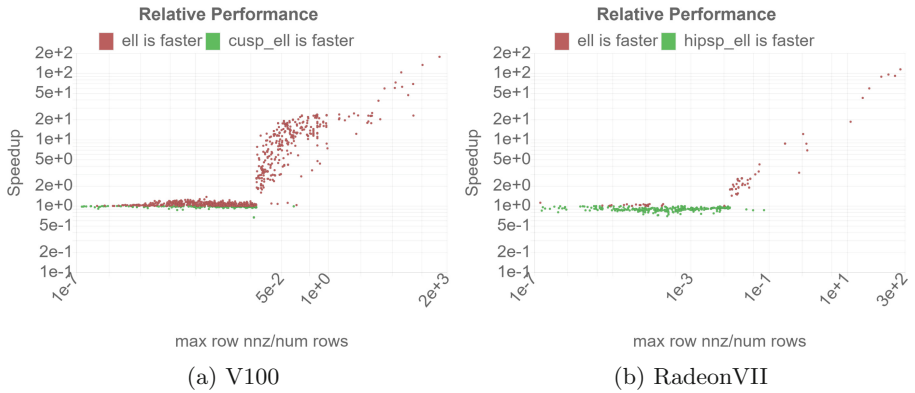 Relative Performance
ell is faster cusp_ell is faster
2e+2
1e+2
5e+1
2e+1
1e+1
5e+0
2e+0
1e+0
5e-1
2e-1
1e-1
Speedup
1e-7 5e-2 1e+0 2e+3
max row nnz/num rows
(a) V100
Relative Performance
ell is faster hipsp_ell is faster
2e+2
1e+2
5e+1
2e+1
1e+1
5e+0
2e+0
1e+0
5e-1
2e-1
1e-1
Speedup
1e-7 1e-3 1e-1 1e+1 3e+2
max row nnz/num rows
(b) RadeonVII